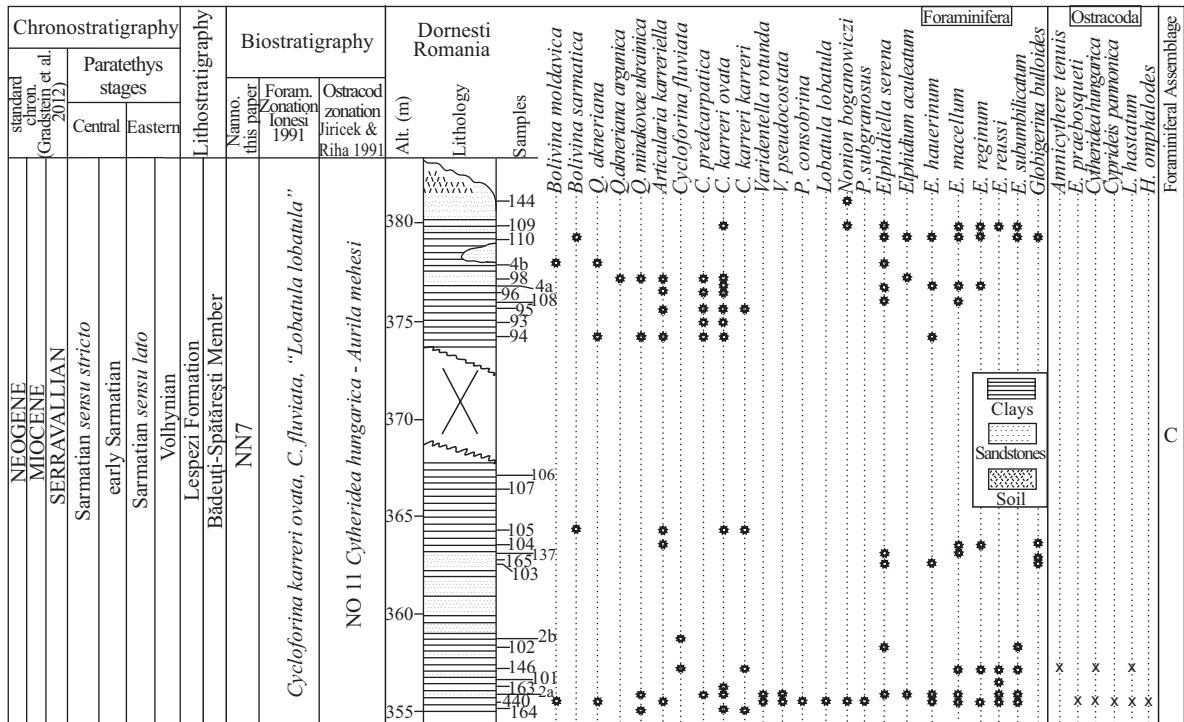 Chronostratigraphy
standard
chron.
(Gradstein et al.
2012)
Paratethys
stages
Central
Eastern
Lithostratigraphy
Biostratigraphy
Nanno.
this paper
Foram.
Zonation
Ionesi
1991
Ostracod
zonation
Jiricek &
Riha 1991
Dornesti
Romania
Alt. (m)
Lithology
Samples
Foraminifera
Ostracoda
Bolivina moldavica
Bolivina sarmatica
Q. akneriana
Q.akneriana argunica
Q. minakovae ukrainica
Articularia karreriella
Cycloforina fluviata
C. predcarpatica
C. karreri ovata
C. karreri karreri
Varidentella rotunda
V. pseudocostata
P. consobrina
Lobatula lobatula
P.subgranosus
Nonion boganowiczi
Elphidiella serena
Elphidium aculeatum
E. hauerinum
E. macellum
E. reginum
E. reussi
E. subumbilicatum
Globigerina bulloides
Amnicythere tenuis
E. praebosqueti
Cytheridea hungarica
Cyprideis pannonica
L. hastatum
H. omphalodes
Foraminiferal Assemblage
NEOGENE
MIOCENE
SERRAVALLIAN
Sarmatian sensu stricto
early Sarmatian
Sarmatian sensu lato
Volhynian
Lespezi Formation
Bădeuți-Spătărești Member
NN7
Cycloforina karreri ovata, C. fluviata, "Lobatula lobatula"
NO 11 Cytheridea hungarica - Aurila mehesi
380
375
370
365
360
355
144
109
110
4b
98
4a
96
108
95
93
94
106
107
105
104
137
165
103
2b
102
146
101
163
2a
440
164
Clays
Sandstones
Soil
C
x x x
x x x x x